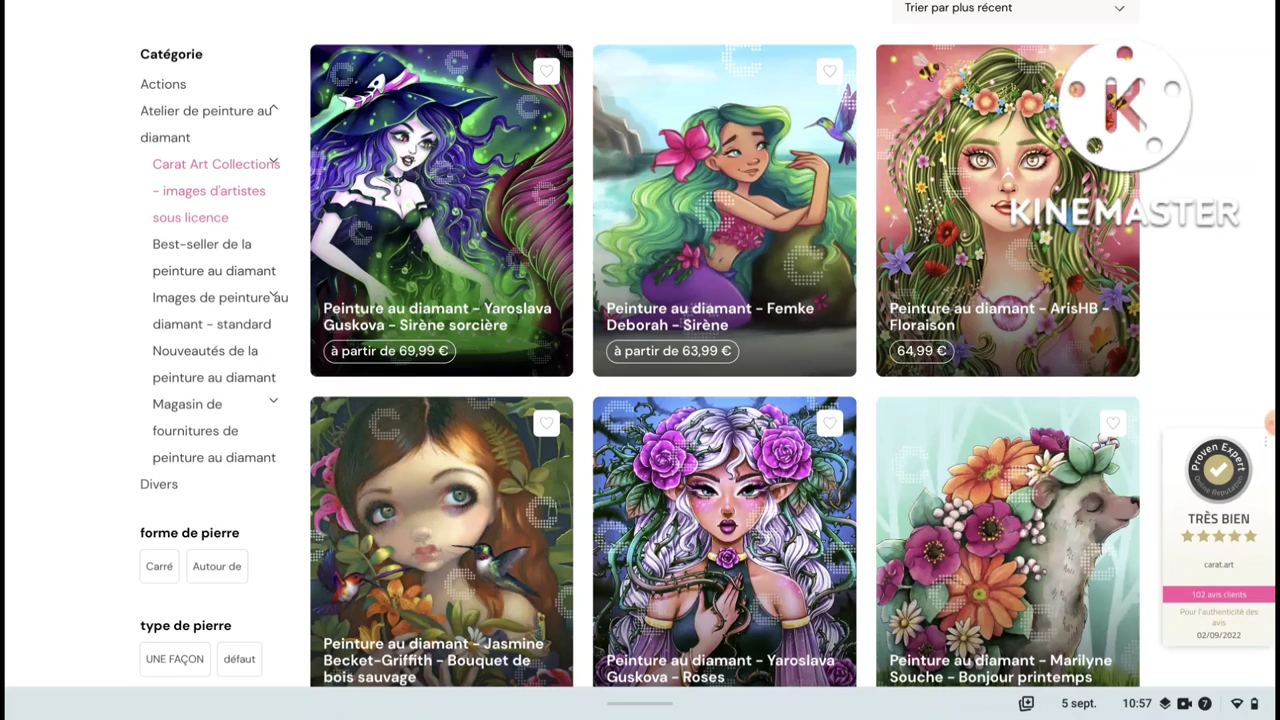 Trier par plus récent
Catégorie
Actions
Atelier de peinture au
diamant
Carat Art Collections
- images d'artistes
sous licence
Best-seller de la
peinture au diamant
Images de peinture au
diamant - standard
Nouveautés de la
peinture au diamant
Magasin de
fournitures de
peinture au diamant
Divers
forme de pierre
Carré
Autour de
type de pierre
UNE FAÇON
défaut
Peinture au diamant - Yaroslava
Guskova - Sirène sorcière
à partir de 69,99 €
Peinture au diamant - Femke
Deborah - Sirène
à partir de 63,99 €
Peinture au diamant - ArisHB -
Floraison
64,99 €
KINEMASTER
Peinture au diamant - Jasmine
Becket-Griffith - Bouquet de
bois sauvage
Peinture au diamant - Yaroslava
Guskova - Roses
Peinture au diamant - Marilyne
Souche - Bonjour printemps
Proven Expert
Online Reputation
TRÈS BIEN
carat.art
102 avis clients
Pour l'authenticité des
avis
02/09/2022
5 sept.
10:57
7